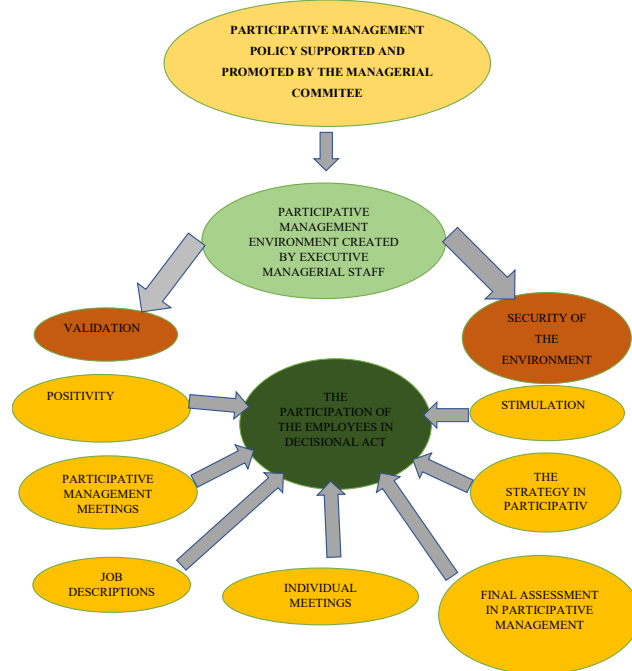 PARTICIPATIVE MANAGEMENT
POLICY SUPPORTED AND
PROMOTED BY THE MANAGERIAL
COMMITEE
PARTICIPATIVE
MANAGEMENT
ENVIRONMENT CREATED
BY EXECUTIVE
MANAGERIAL STAFF
VALIDATION
SECURITY OF
THE
ENVIRONMENT
POSITIVITY
THE
PARTICIPATION OF
THE EMPLOYEES IN
DECISIONAL ACT
STIMULATION
PARTICIPATIVE
MANAGEMENT
MEETINGS
THE
STRATEGY IN
PARTICIPATIV
JOB
DESCRIPTIONS
INDIVIDUAL
MEETINGS
FINAL ASSESSMENT
IN PARTICIPATIVE
MANAGEMENT